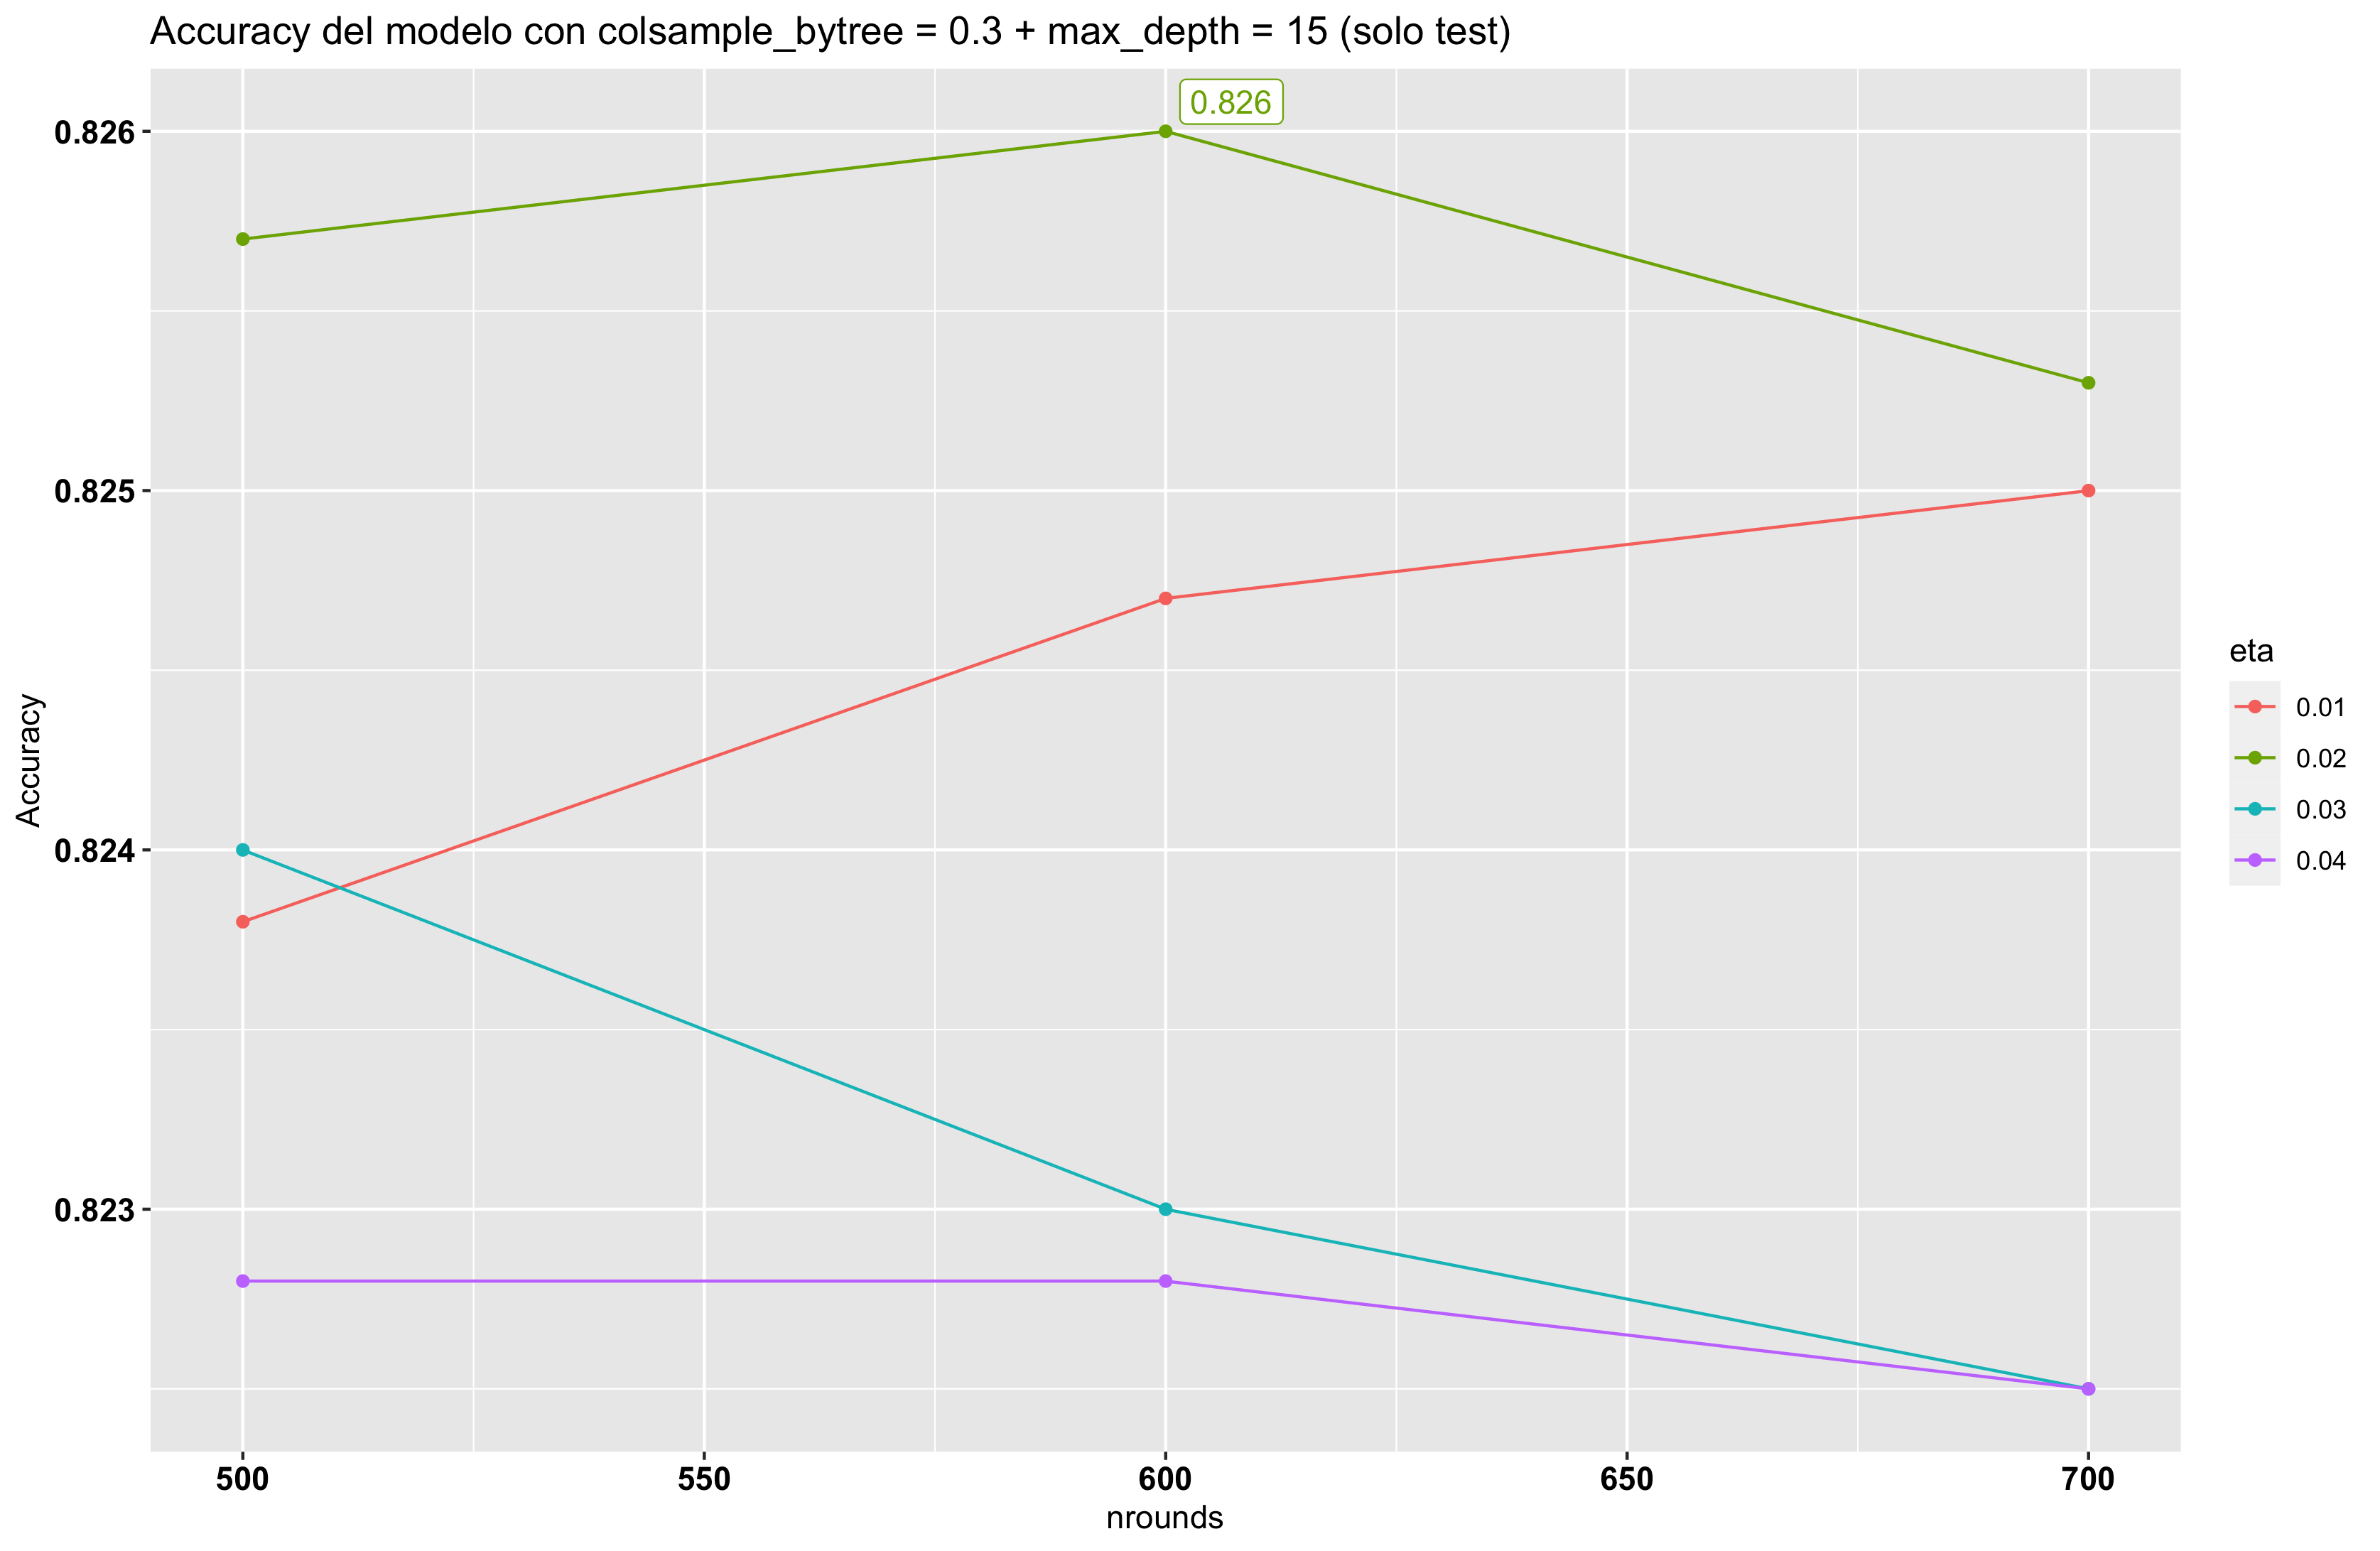 Accuracy del modelo con colsample_bytree = 0.3 + max_depth = 15 (solo test)
0.826
0.826
0.825
0.824
0.823
Accuracy
500 550 600 650 700
nrounds
eta
0.01
0.02
0.03
0.04